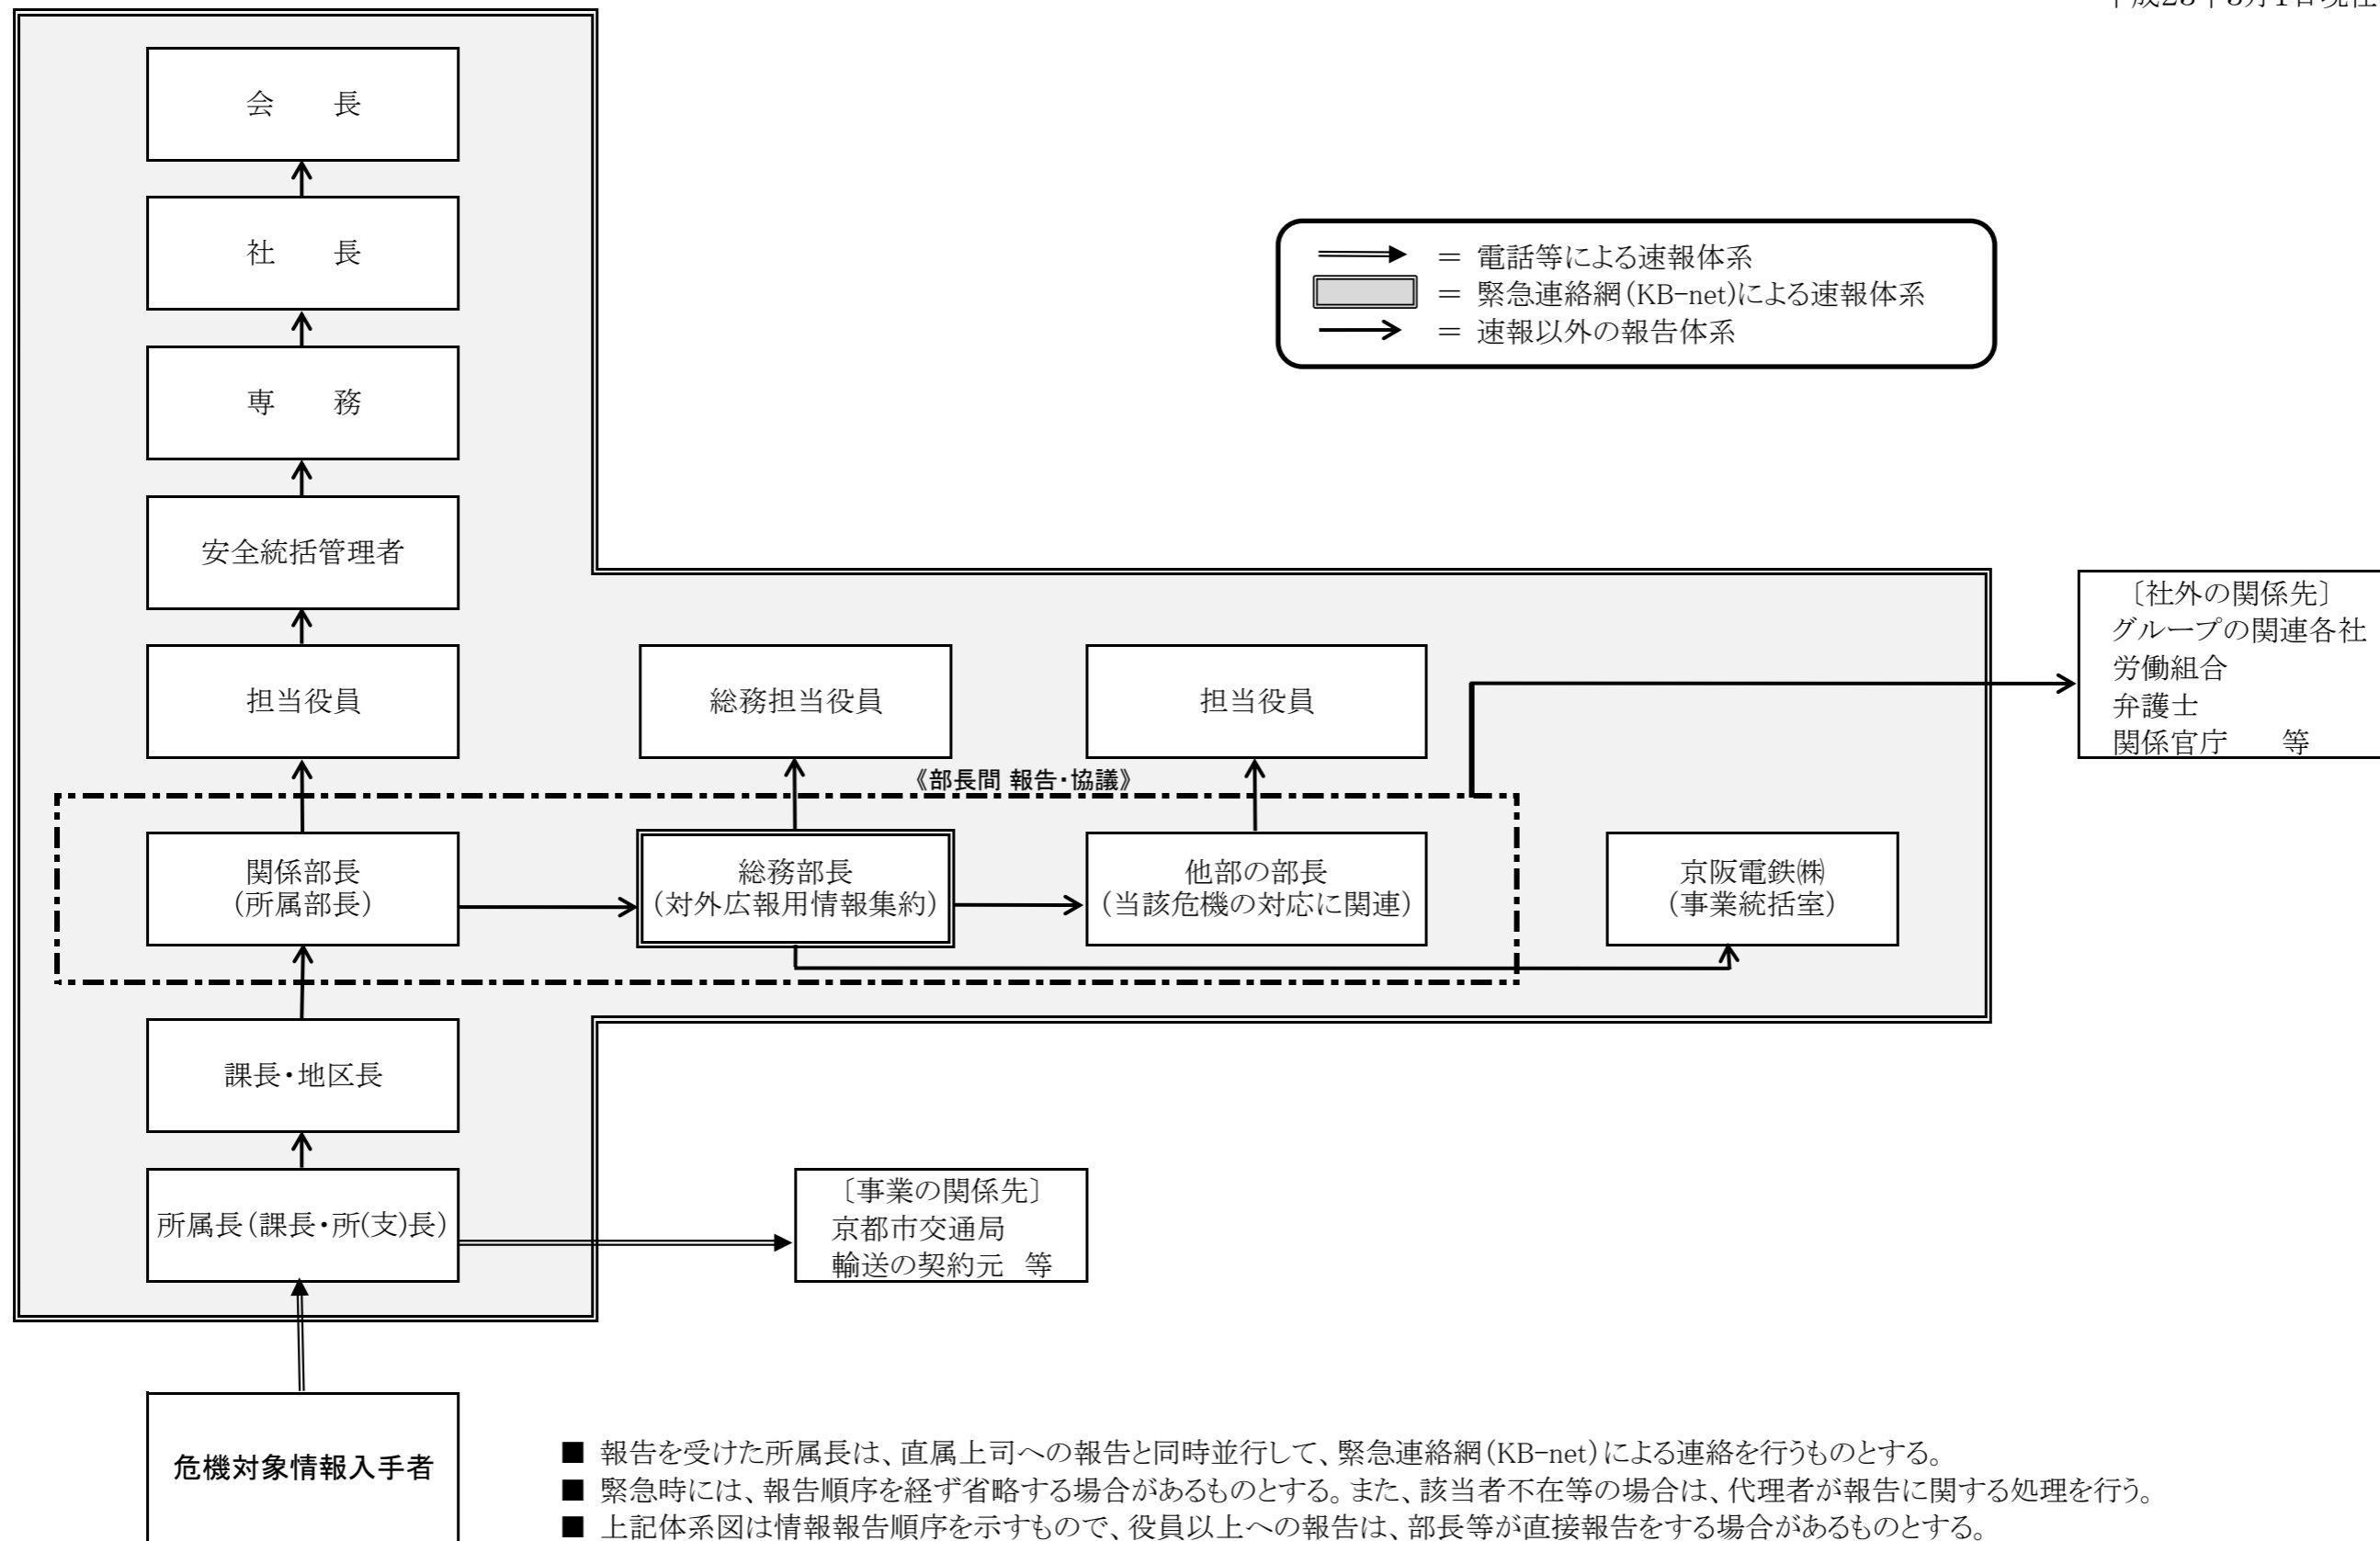 会　　長
社　　長
専　　務
安全統括管理者
担当役員
総務担当役員
担当役員
＝ 電話等による速報体系
＝ 緊急連絡網(KB-net)による速報体系
＝ 速報以外の報告体系
〔社外の関係先〕
グループの関連各社
労働組合
弁護士
関係官庁　　等
《部長間 報告・協議》
関係部長
(所属部長)
総務部長
(対外広報用情報集約)
他部の部長
(当該危機の対応に関連)
京阪電鉄㈱
(事業統括室)
課長・地区長
所属長(課長・所(支)長)
〔事業の関係先〕
京都市交通局
輸送の契約元　等
危機対象情報入手者
■ 報告を受けた所属長は、直属上司への報告と同時並行して、緊急連絡網(KB-net)による連絡を行うものとする。
■ 緊急時には、報告順序を経ず省略する場合があるものとする。また、該当者不在等の場合は、代理者が報告に関する処理を行う。
■ 上記体系図は情報報告順序を示すもので、役員以上への報告は、部長等が直接報告をする場合があるものとする。